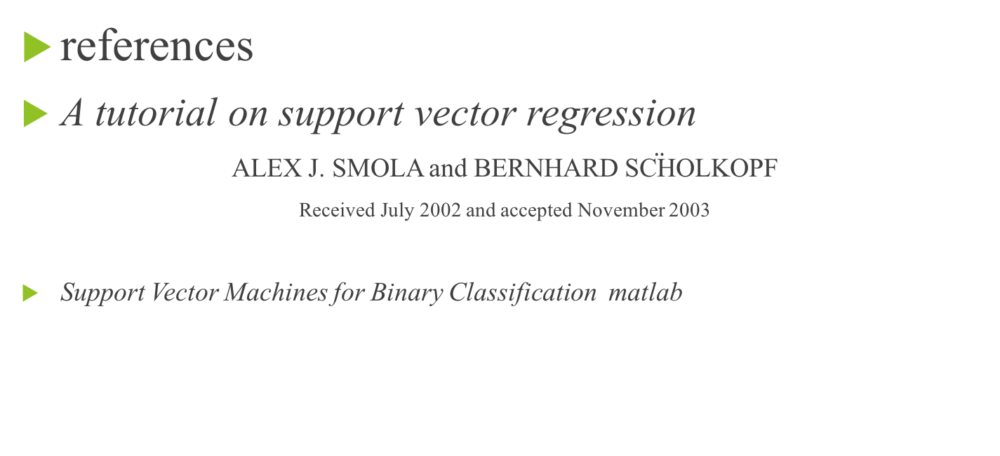 references
A tutorial on support vector regression
ALEX J. SMOLA and BERNHARD SC̈HOLKOPF
Received July 2002 and accepted November 2003
Support Vector Machines for Binary Classification matlab